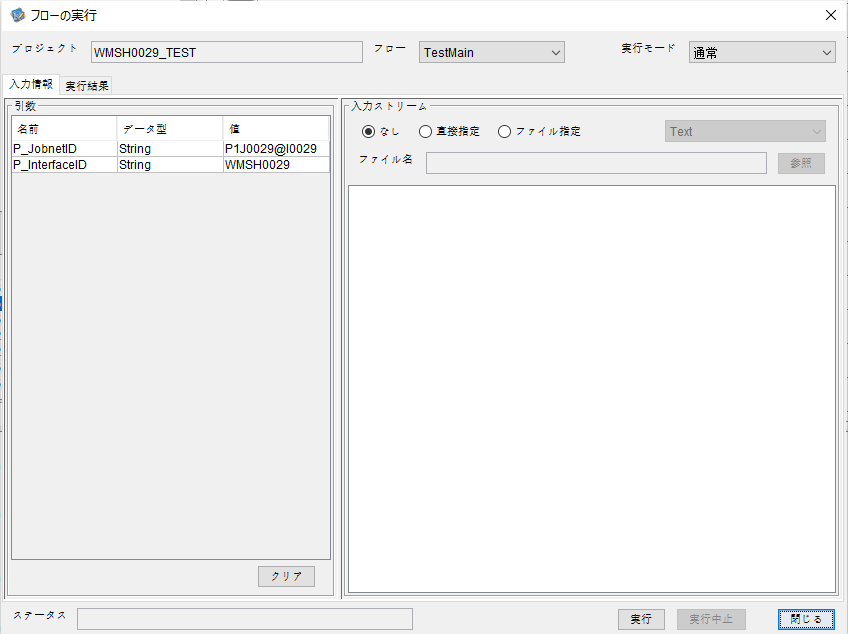 フローの実行
プロジェクト WMSH0029_TEST フロー TestMain 実行モード 通常
入力情報 実行結果
引数
名前 データ型 値
P_JobnetID String P1J0029@I0029
P_InterfaceID String WMSH0029
クリア
入力ストリーム
なし 直接指定 ファイル指定 Text
ファイル名 参照
ステータス 実行 実行中止 閉じる